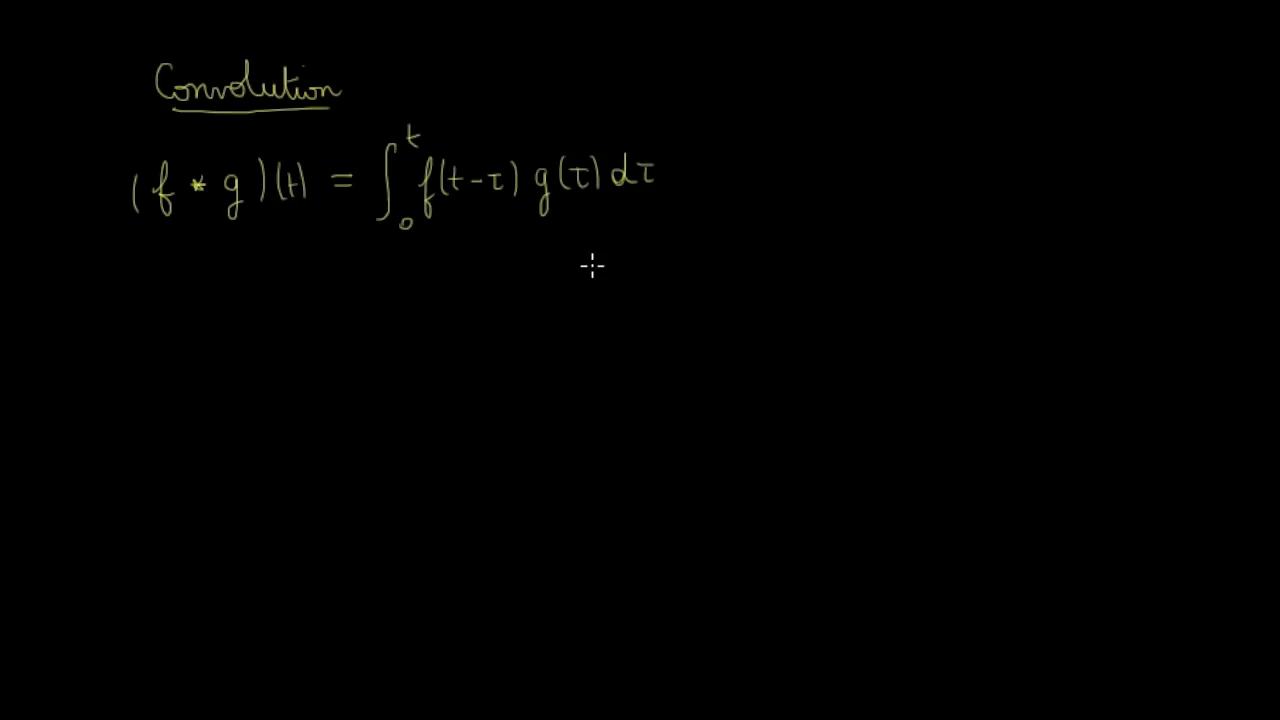 Convolution
(f * g)(t) = ∫₀ᵗ f(t-τ) g(τ) dτ